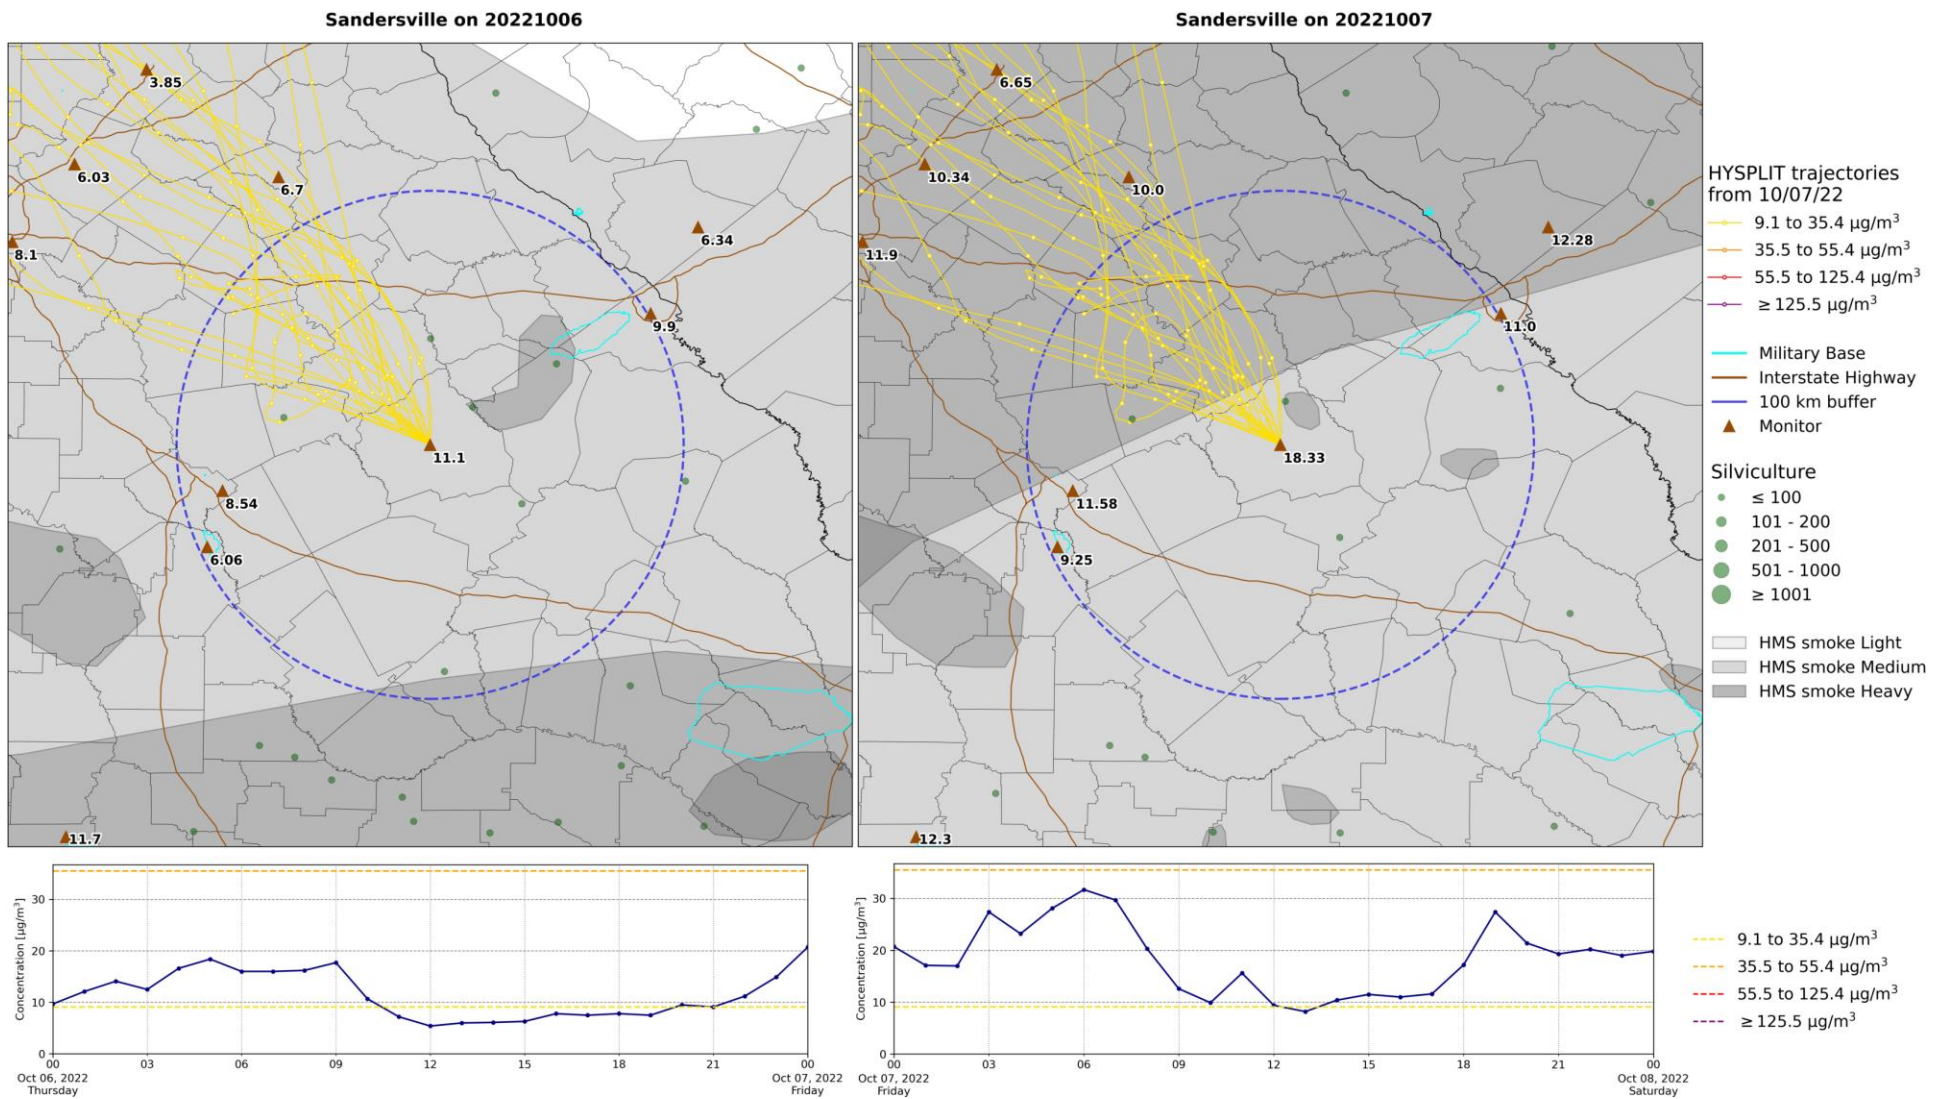 Sandersville on 20221006
3.85
6.03
6.7
8.1
6.34
9.9
11.1
8.54
6.06
11.7
Sandersville on 20221007
6.65
10.34
10.0
11.9
12.28
11.0
18.33
11.58
9.25
12.3
HYSPLIT trajectories
from 10/07/22
9.1 to 35.4 µg/m³
35.5 to 55.4 µg/m³
55.5 to 125.4 µg/m³
≥ 125.5 µg/m³
Military Base
Interstate Highway
100 km buffer
Monitor
Silviculture
≤ 100
101 - 200
201 - 500
501 - 1000
≥ 1001
HMS smoke Light
HMS smoke Medium
HMS smoke Heavy
Concentration [µg/m³]
30
20
10
0
00 03 06 09 12 15 18 21 00
Oct 06, 2022 Oct 07, 2022
Thursday Friday
Concentration [µg/m³]
30
20
10
0
00 03 06 09 12 15 18 21 00
Oct 07, 2022 Oct 08, 2022
Friday Saturday
9.1 to 35.4 µg/m³
35.5 to 55.4 µg/m³
55.5 to 125.4 µg/m³
≥ 125.5 µg/m³